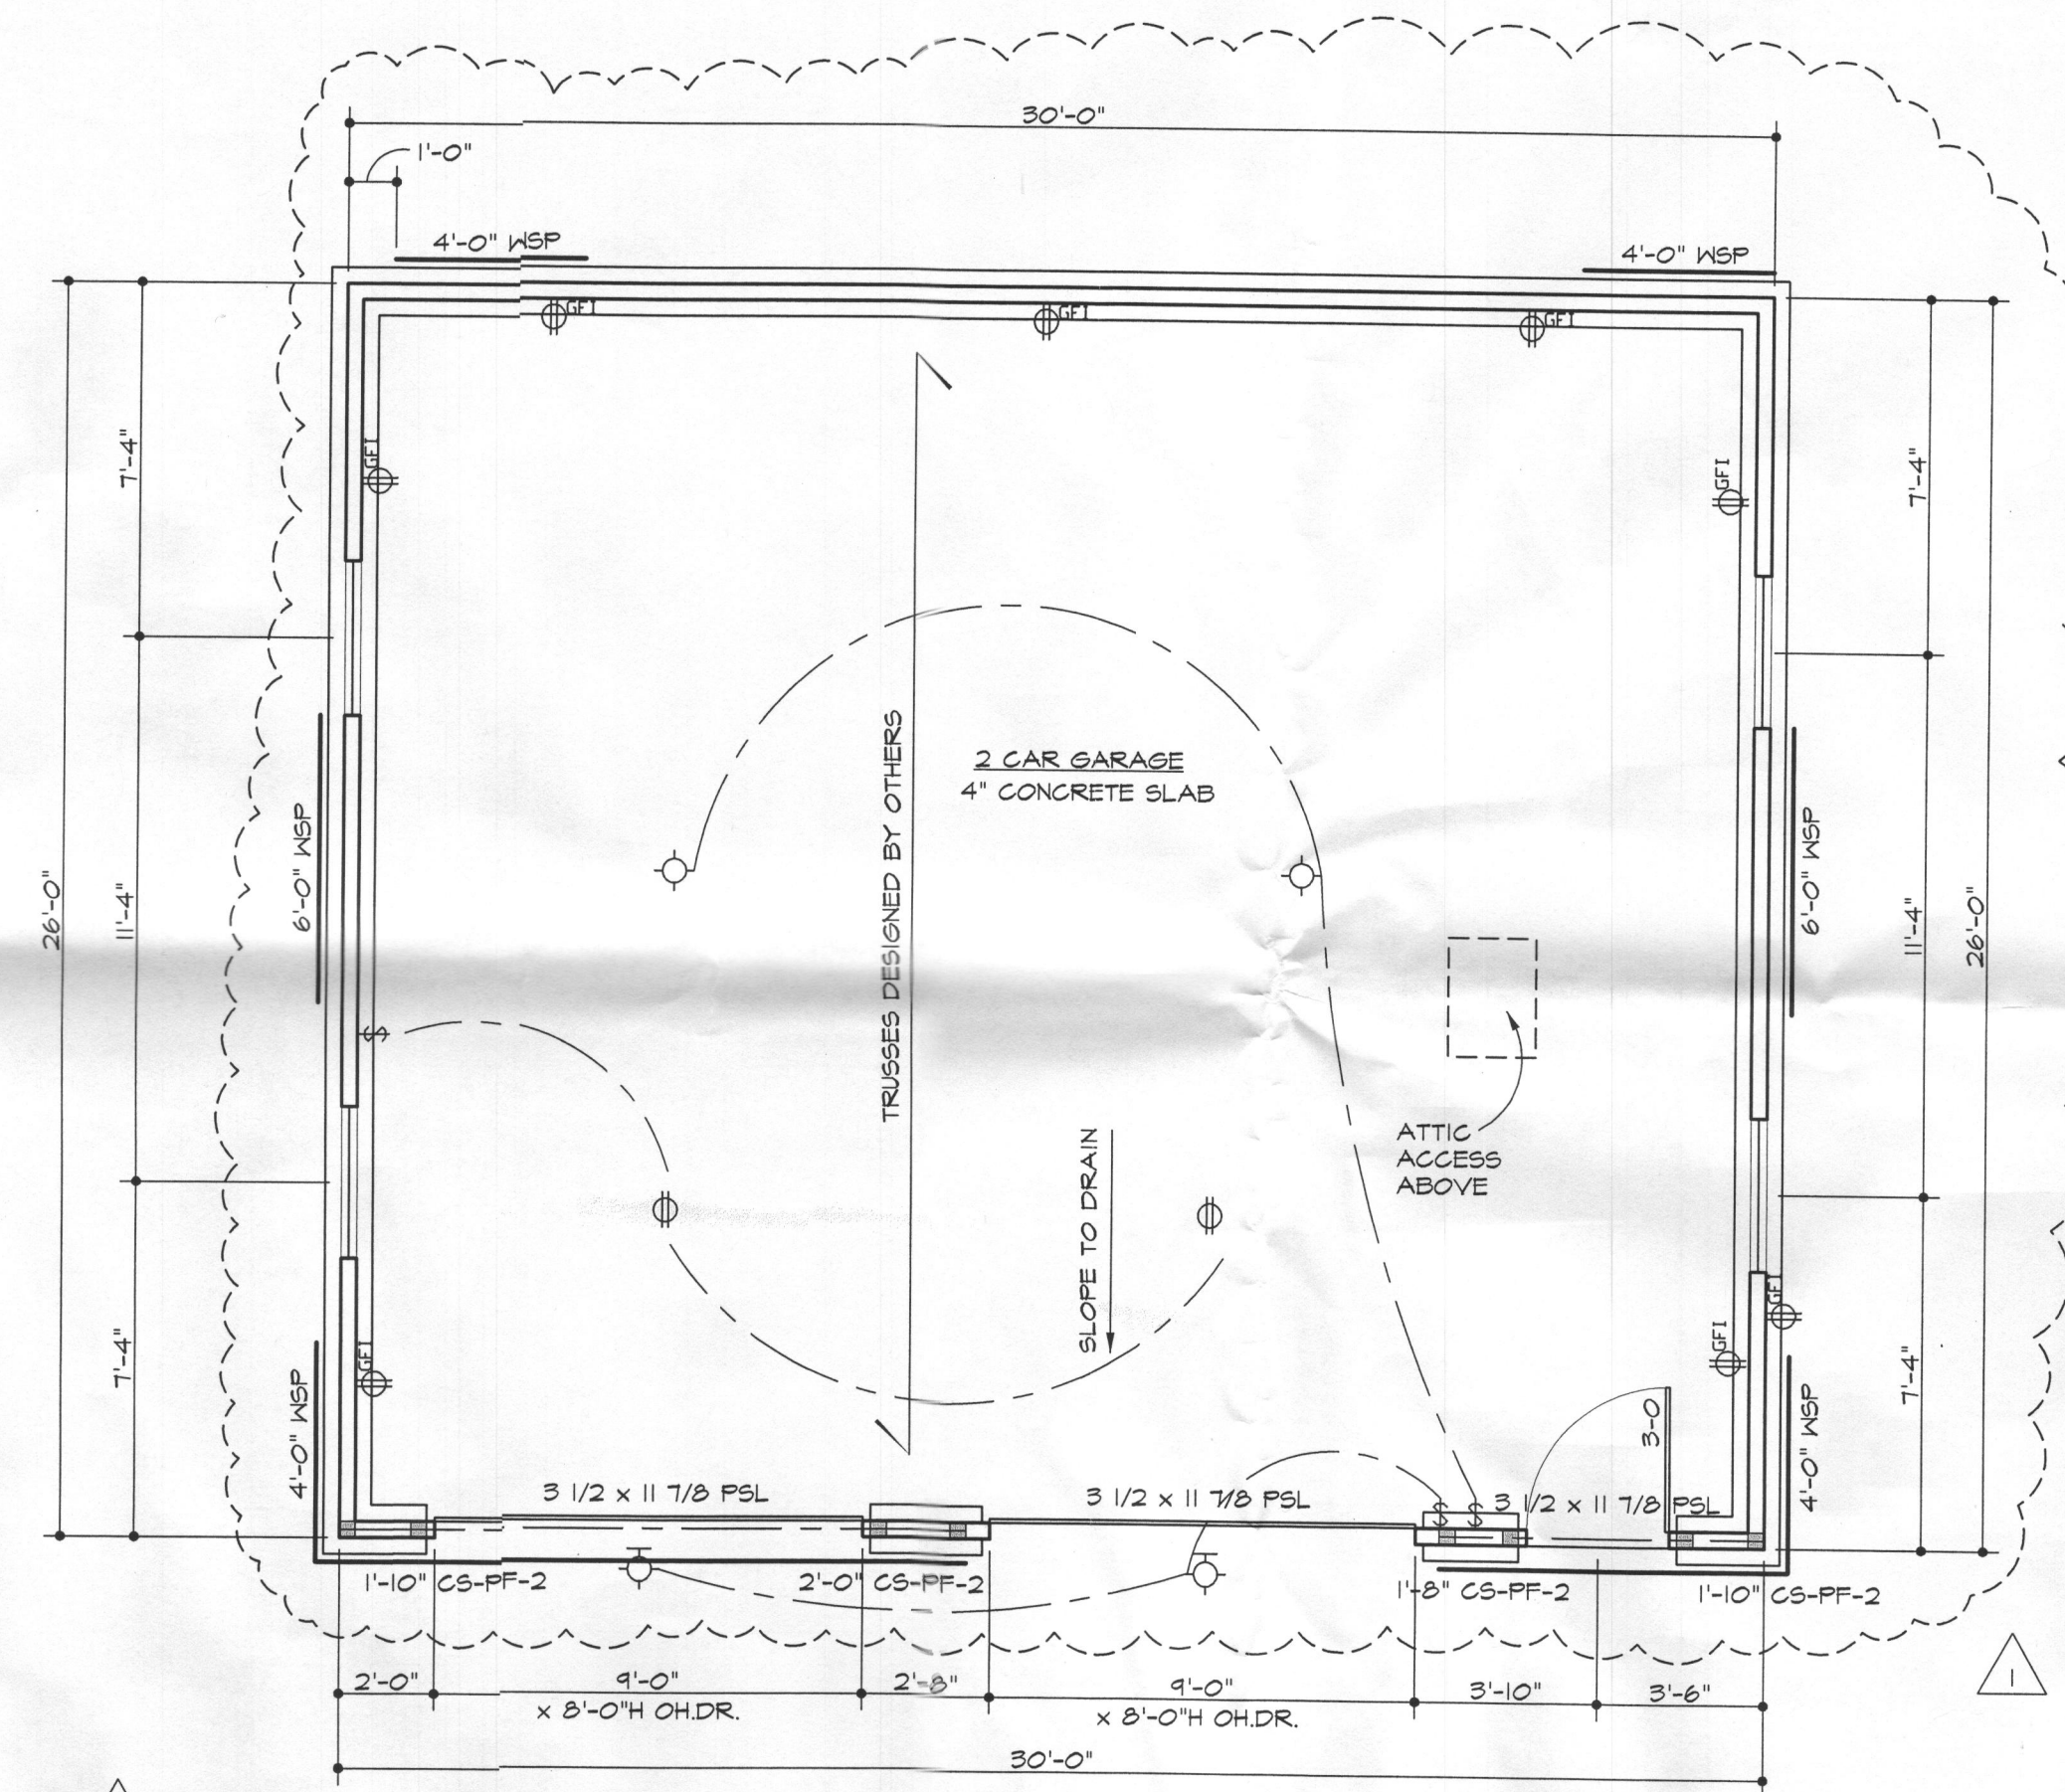 30'-0"
1'-0"
4'-0" WSP
4'-0" WSP
GFI
GFI
GFI
7'-4"
GFI
GFI
7'-4"
TRUSSES DESIGNED BY OTHERS
2 CAR GARAGE
4" CONCRETE SLAB
26'-0"
11'-4"
6'-0" WSP
6'-0" WSP
11'-4"
26'-0"
$
ATTIC
ACCESS
ABOVE
SLOPE TO DRAIN
7'-4"
4'-0" WSP
GFI
GFI
GFI
3-0
4'-0" WSP
7'-4"
3 1/2 x 11 7/8 PSL
3 1/2 x 11 7/8 PSL
$ $
3 1/2 x 11 7/8 PSL
1'-10" CS-PF-2
2'-0" CS-PF-2
1'-8" CS-PF-2
1'-10" CS-PF-2
2'-0"
9'-0"
x 8'-0"H OH.DR.
2'-8"
9'-0"
x 8'-0"H OH.DR.
3'-10"
3'-6"
1
30'-0"